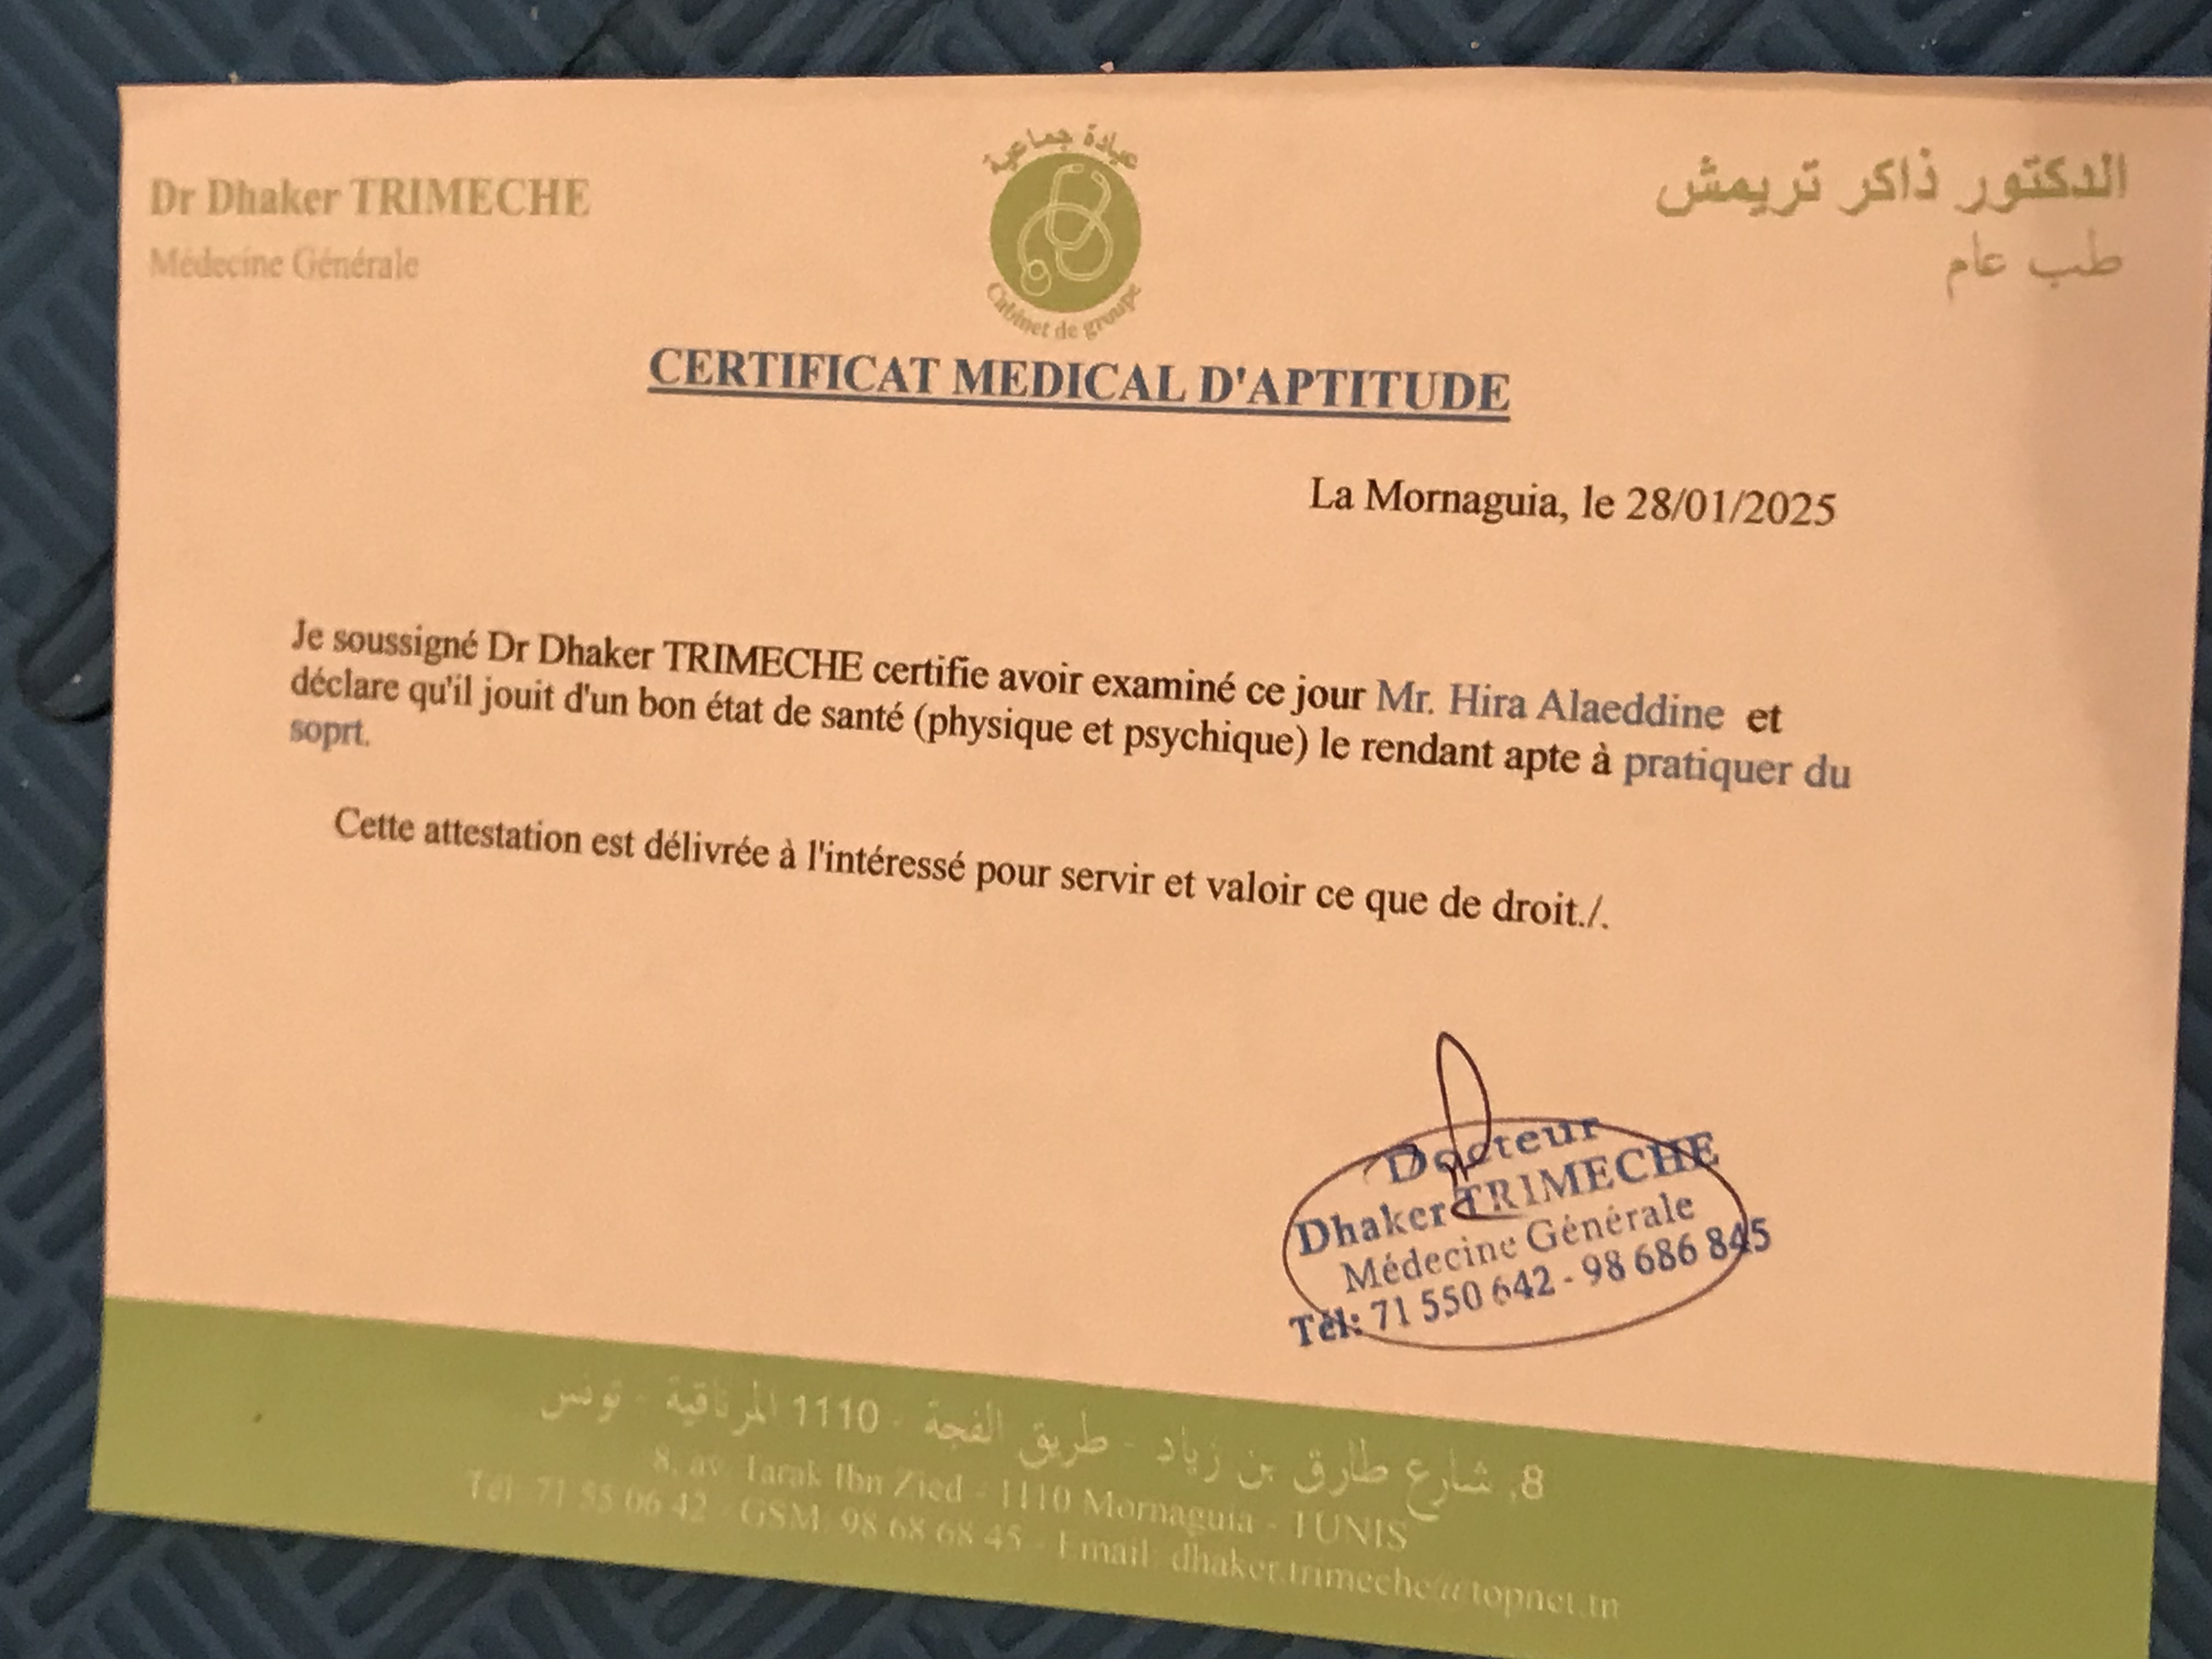 Dr Dhaker TRIMECHE
Médecine Générale
عيادة جماعية
Cabinet de groupe
الدكتور ذاكر تريمش
طب عام
CERTIFICAT MEDICAL D'APTITUDE
La Mornaguia, le 28/01/2025
Je soussigné Dr Dhaker TRIMECHE certifie avoir examiné ce jour Mr. Hira Alaeddine et
déclare qu'il jouit d'un bon état de santé (physique et psychique) le rendant apte à pratiquer du
soprt.
Cette attestation est délivrée à l'intéressé pour servir et valoir ce que de droit./.
Docteur
Dhaker TRIMECHE
Médecine Générale
Tél: 71 550 642 - 98 686 845
8, شارع طارق بن زياد - طريق الفجة - 1110 المرناقية - تونس
8, av. Tarak Ibn Zied - 1110 Mornaguia - TUNIS
Tél: 71 55 06 42 - GSM: 98 68 68 45 - Email: dhaker.trimeche@topnet.tn